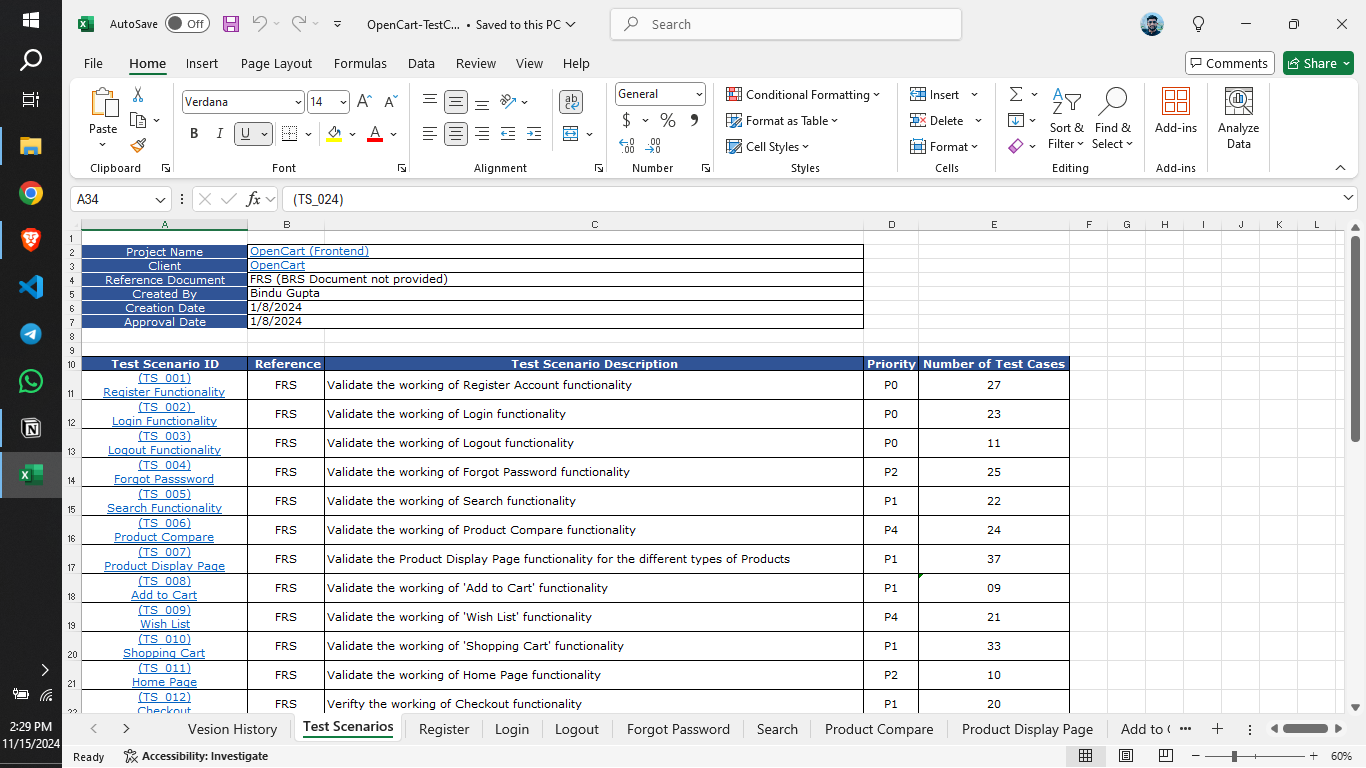 AutoSave Off OpenCart-TestC... • Saved to this PC Search
File Home Insert Page Layout Formulas Data Review View Help Comments Share
Verdana 14 General Conditional Formatting Insert
Paste B I U $ % 9 Format as Table Delete Sort & Filter Find & Select Add-ins Analyze Data
Cell Styles Format
Clipboard Font Alignment Number Styles Cells Editing Add-ins
A34 fx (TS_024)
A B C D E F G H I J K L
1
2 Project Name OpenCart (Frontend)
3 Client OpenCart
4 Reference Document FRS (BRS Document not provided)
5 Created By Bindu Gupta
6 Creation Date 1/8/2024
7 Approval Date 1/8/2024
8
9
10 Test Scenario ID Reference Test Scenario Description Priority Number of Test Cases
11 (TS_001) Register Functionality FRS Validate the working of Register Account functionality P0 27
12 (TS_002) Login Functionality FRS Validate the working of Login functionality P0 23
13 (TS_003) Logout Functionality FRS Validate the working of Logout functionality P0 11
14 (TS_004) Forgot Passsword FRS Validate the working of Forgot Password functionality P2 25
15 (TS_005) Search Functionality FRS Validate the working of Search functionality P1 22
16 (TS_006) Product Compare FRS Validate the working of Product Compare functionality P4 24
17 (TS_007) Product Display Page FRS Validate the Product Display Page functionality for the different types of Products P1 37
18 (TS_008) Add to Cart FRS Validate the working of 'Add to Cart' functionality P1 09
19 (TS_009) Wish List FRS Validate the working of 'Wish List' functionality P4 21
20 (TS_010) Shopping Cart FRS Validate the working of 'Shopping Cart' functionality P1 33
21 (TS_011) Home Page FRS Validate the working of Home Page functionality P2 10
22 (TS_012) Checkout FRS Verifty the working of Checkout functionality P1 20
Vesion History Test Scenarios Register Login Logout Forgot Password Search Product Compare Product Display Page Add to C ...
Ready Accessibility: Investigate 60%
2:29 PM
11/15/2024